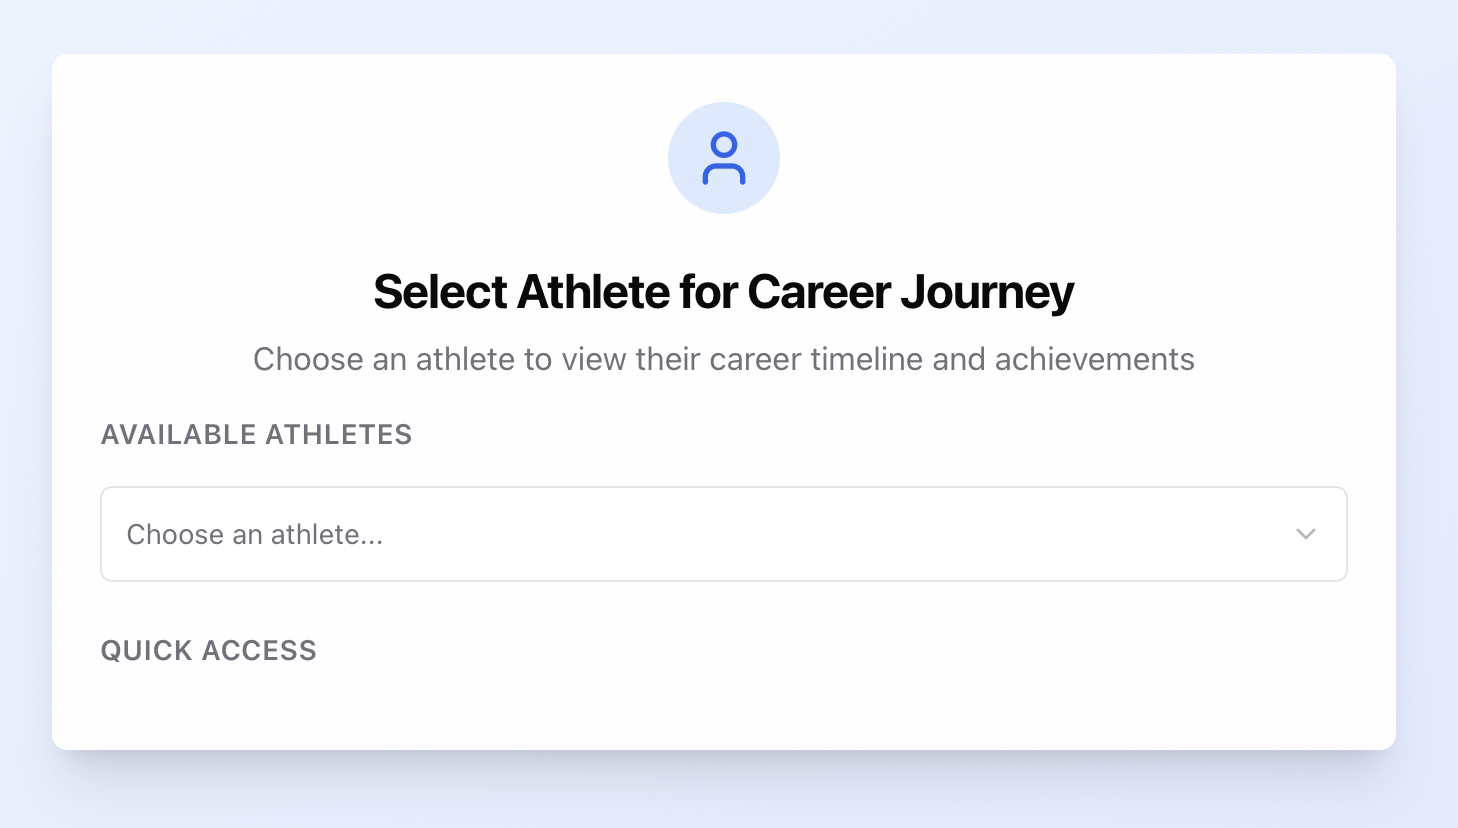 Select Athlete for Career Journey
Choose an athlete to view their career timeline and achievements
AVAILABLE ATHLETES
Choose an athlete...
QUICK ACCESS